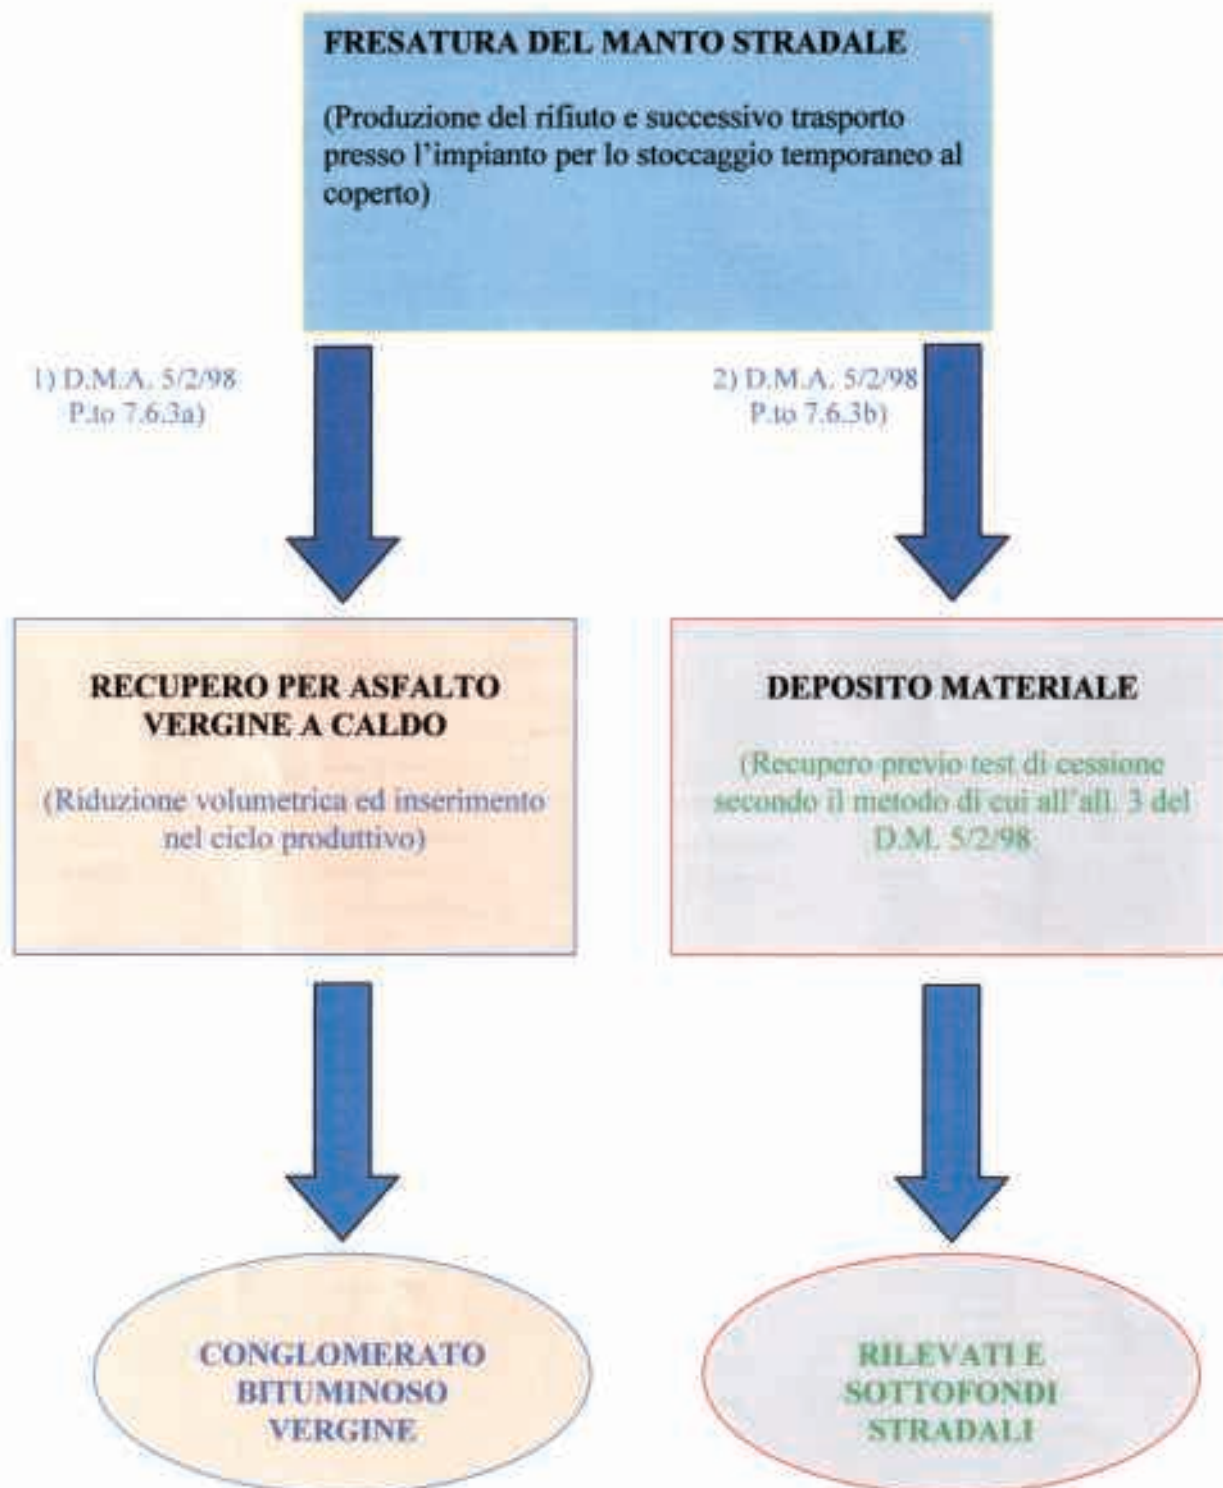 FRESATURA DEL MANTO STRADALE
(Produzione del rifiuto e successivo trasporto
presso l'impianto per lo stoccaggio temporaneo al
coperto)
1) D.M.A. 5/2/98
P.to 7.6.3a)
2) D.M.A. 5/2/98
P.to 7.6.3b)
RECUPERO PER ASFALTO
VERGINE A CALDO
(Riduzione volumetrica ed inserimento
nel ciclo produttivo)
DEPOSITO MATERIALE
(Recupero previo test di cessione
secondo il metodo di cui all'all. 3 del
D.M. 5/2/98
CONGLOMERATO
BITUMINOSO
VERGINE
RILEVATI E
SOTTOFONDI
STRADALI